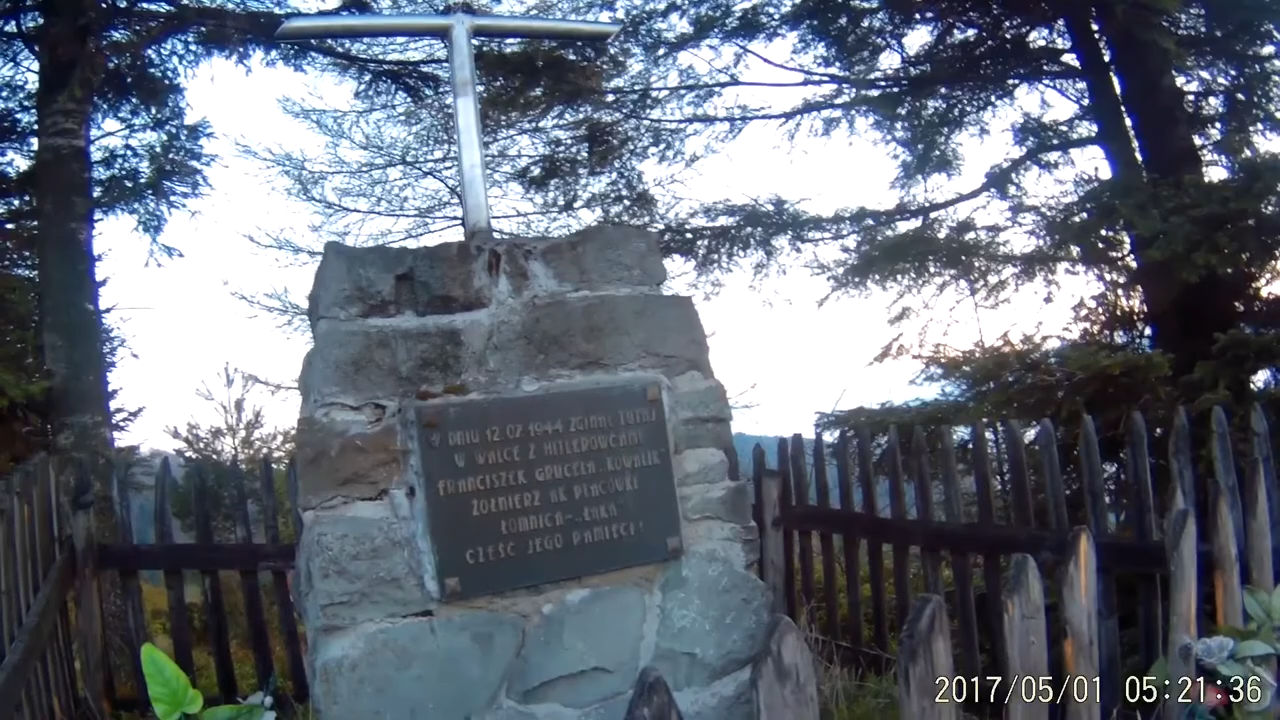 W DNIU 12.07.1944 ZGINĄŁ TUTAJ
W WALCE Z HITLEROWCAMI
FRANCISZEK GRUCELA „KOWALIK"
ŻOŁNIERZ AK PLACÓWKI
ŁOMNICA-„ŁĄKA
CZEŚĆ JEGO PAMIĘCI!
2017/05/01 05:21:36